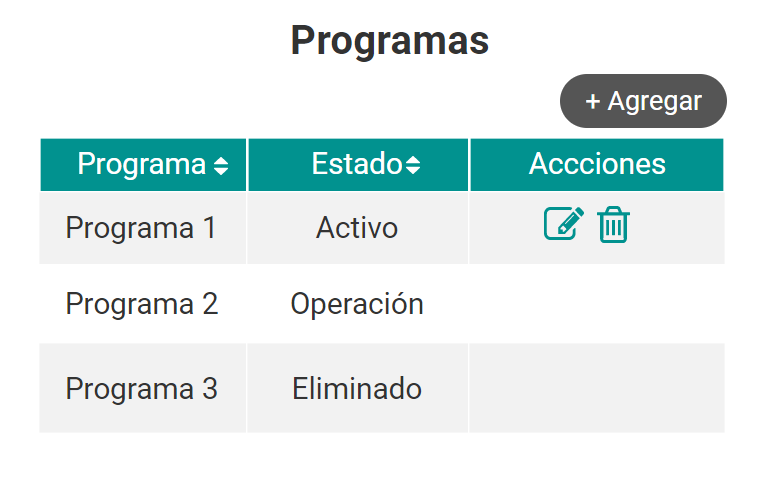 Programas
+ Agregar
Programa Estado Accciones
Programa 1 Activo
Programa 2 Operación
Programa 3 Eliminado